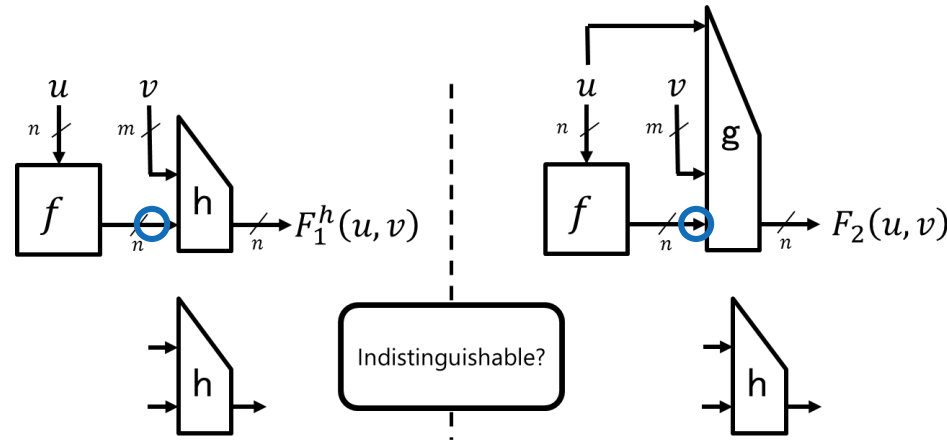 u
v
n
m
f
h
n
n
F_1^h(u, v)
u
v
n
m
g
f
n
n
F_2(u, v)
h
Indistinguishable?
h